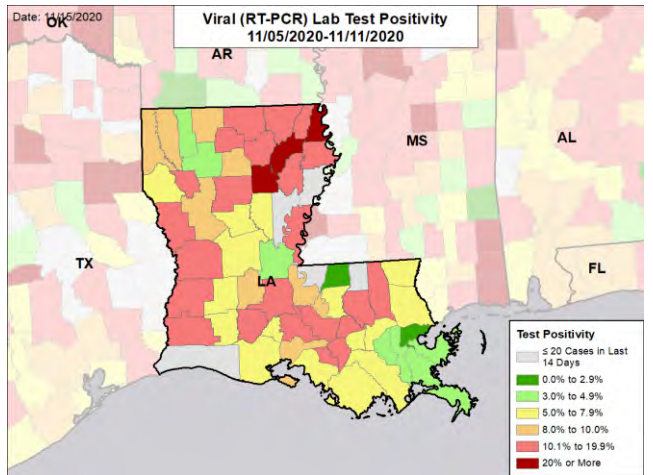 Date: 11/15/2020
Viral (RT-PCR) Lab Test Positivity
11/05/2020-11/11/2020
OK
AR
MS
AL
TX
LA
FL
Test Positivity
≤ 20 Cases in Last
14 Days
0.0% to 2.9%
3.0% to 4.9%
5.0% to 7.9%
8.0% to 10.0%
10.1% to 19.9%
20% or More